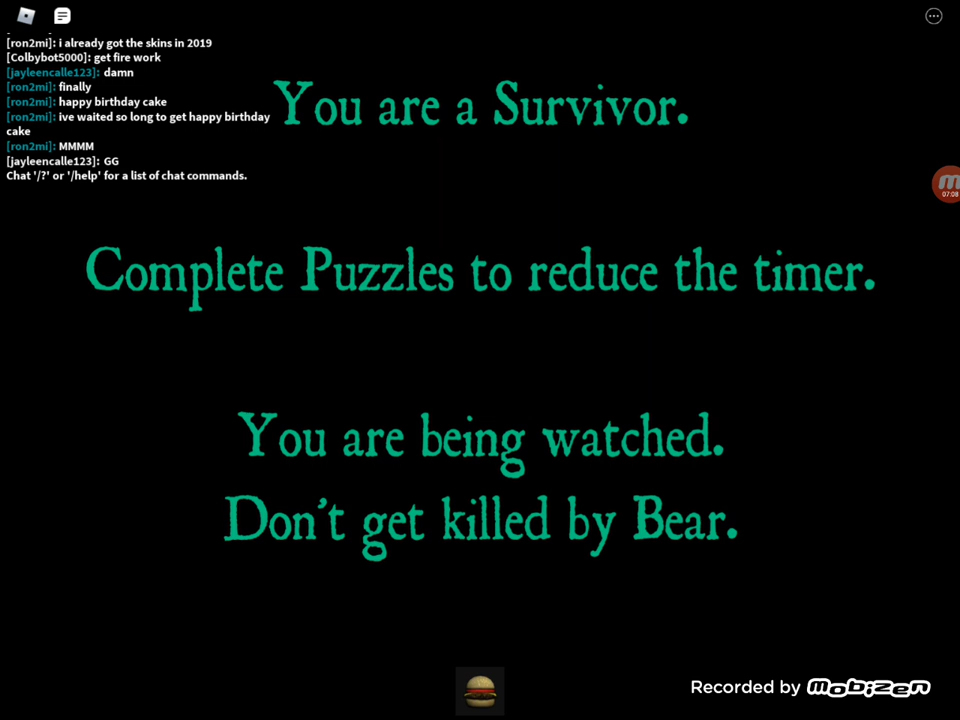 [ron2mi]: i already got the skins in 2019
[Colbybot5000]: get fire work
[jayleencalle123]: damn
[ron2mi]: finally
[ron2mi]: happy birthday cake
[ron2mi]: ive waited so long to get happy birthday
cake
[ron2mi]: MMMM
[jayleencalle123]: GG
Chat '/?' or '/help' for a list of chat commands.
You are a Survivor.
07:08
Complete Puzzles to reduce the timer.
You are being watched.
Don't get killed by Bear.
Recorded by Mobizen